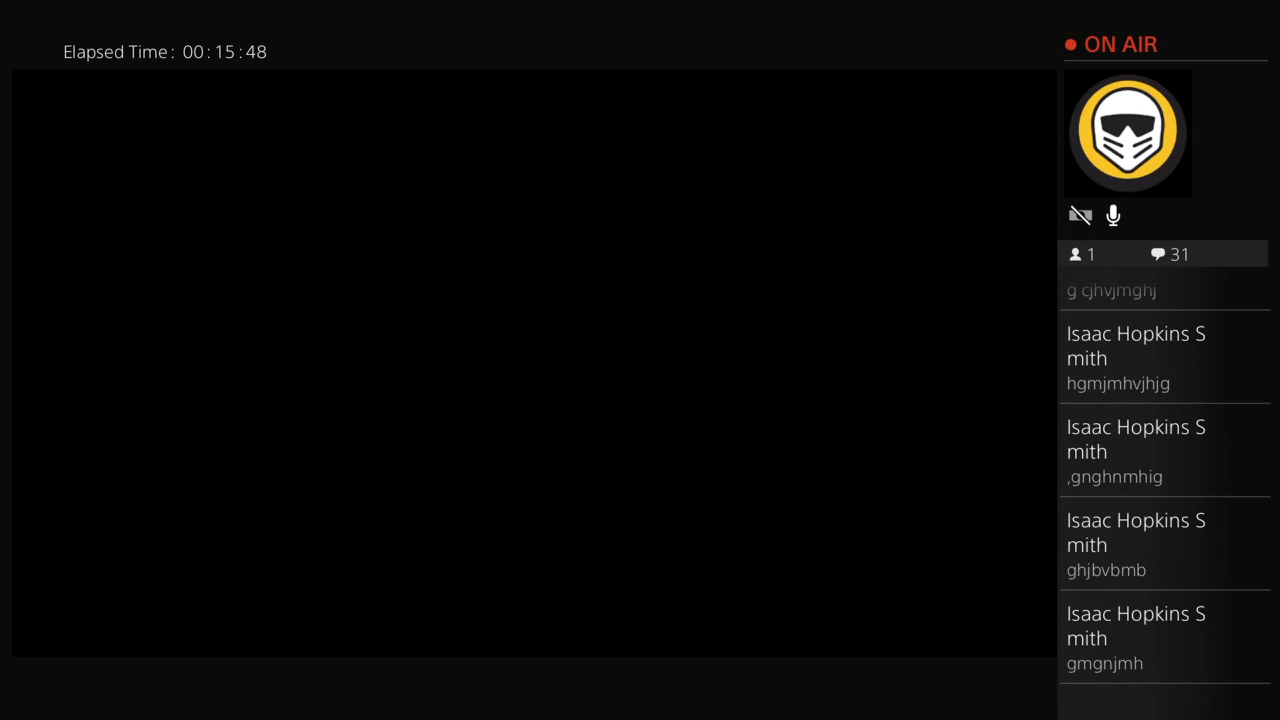 Elapsed Time: 00:15:48
ON AIR
1 31
g cjhvjmghj
Isaac Hopkins S
mith
hgmjmhvjhjg
Isaac Hopkins S
mith
,gnghnmhig
Isaac Hopkins S
mith
ghjbvbmb
Isaac Hopkins S
mith
gmgnjmh